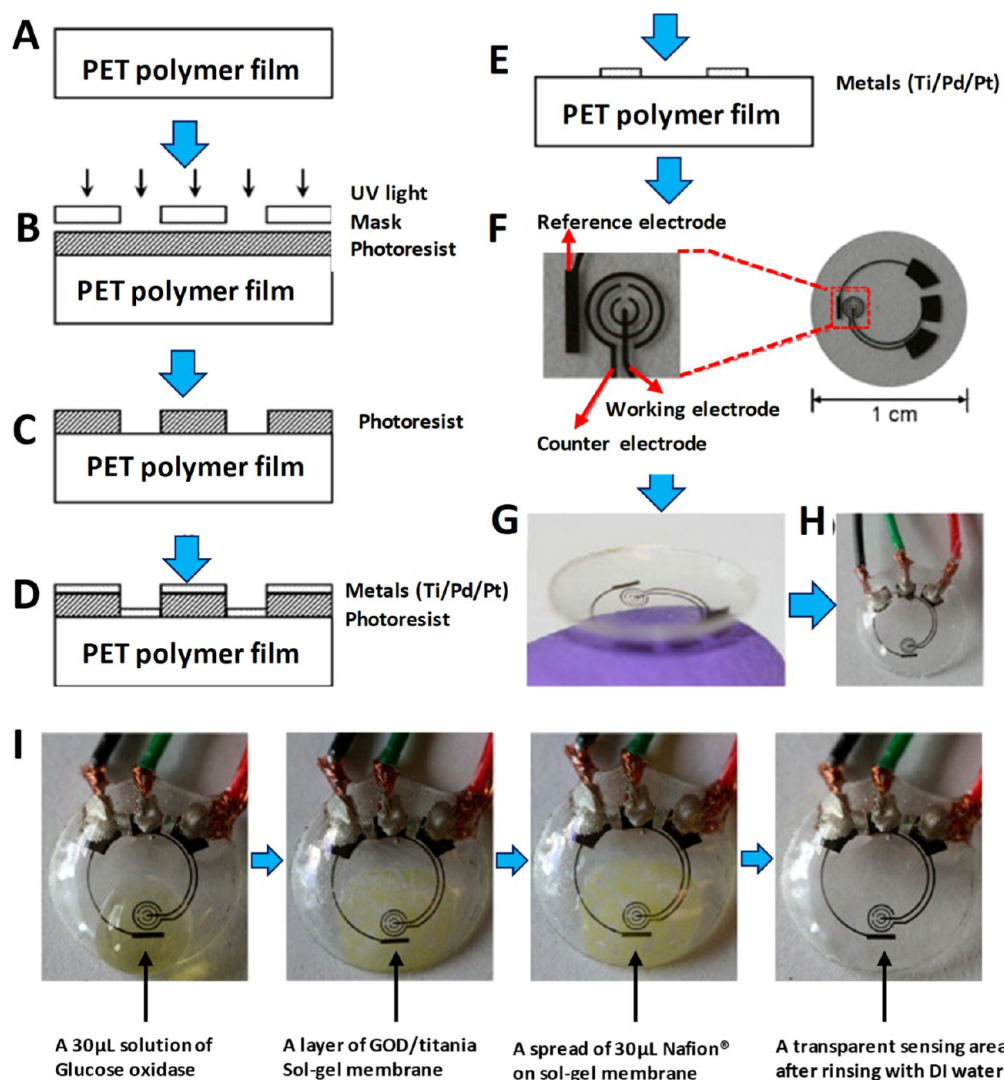 A
PET polymer film
B
UV light
Mask
Photoresist
PET polymer film
C
Photoresist
PET polymer film
D
Metals (Ti/Pd/Pt)
Photoresist
PET polymer film
E
Metals (Ti/Pd/Pt)
PET polymer film
F
Reference electrode
Working electrode
Counter electrode
1 cm
G
H
I
A 30µL solution of
Glucose oxidase
A layer of GOD/titania
Sol-gel membrane
A spread of 30µL Nafion®
on sol-gel membrane
A transparent sensing area
after rinsing with DI water